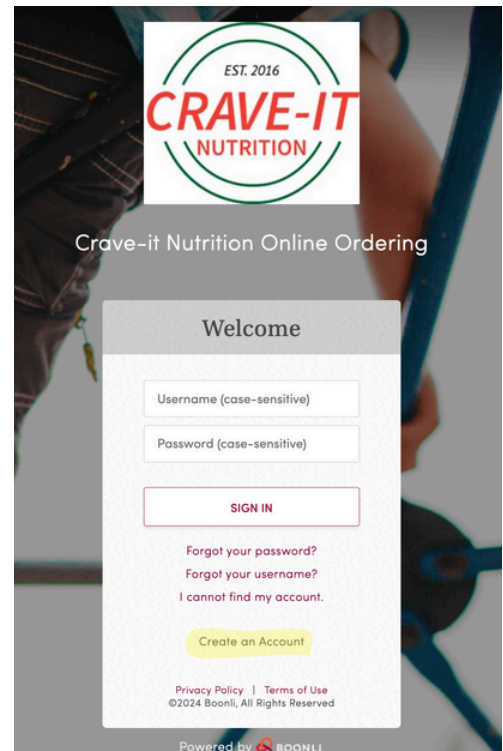 EST. 2016
CRAVE-IT
NUTRITION
Crave-it Nutrition Online Ordering
Welcome
Username (case-sensitive)
Password (case-sensitive)
SIGN IN
Forgot your password?
Forgot your username?
I cannot find my account.
Create an Account
Privacy Policy | Terms of Use
©2024 Boonli, All Rights Reserved
Powered by BOONLI